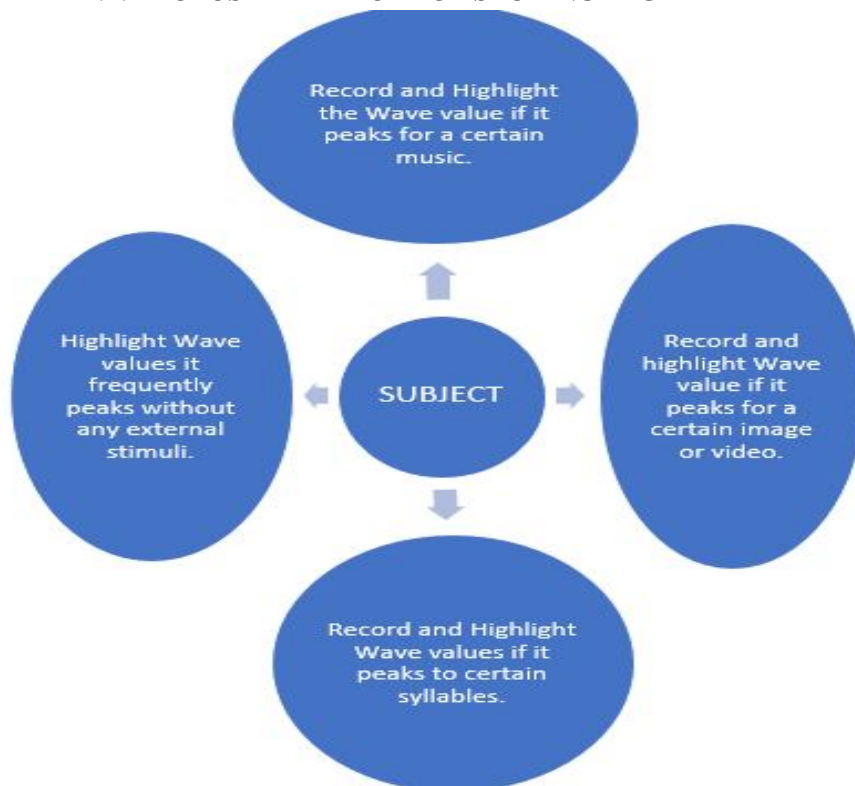 Record and Highlight
the Wave value if it
peaks for a certain
music.
Highlight Wave
values it
frequently
peaks without
any external
stimuli.
SUBJECT
Record and
highlight Wave
value if it
peaks for a
certain image
or video.
Record and Highlight
Wave values if it
peaks to certain
syllables.